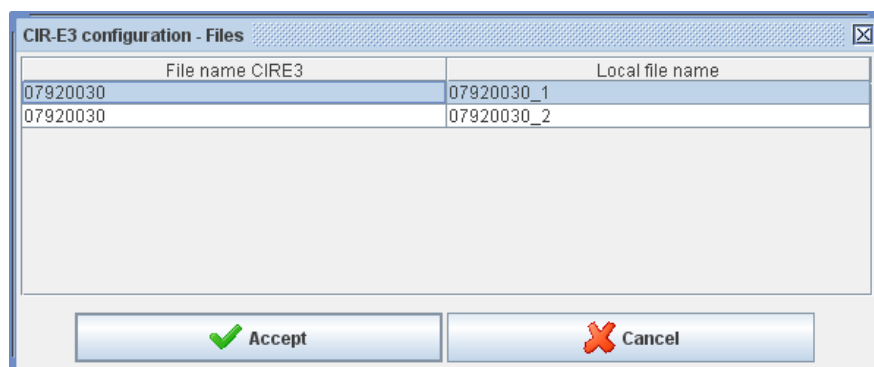 CIR-E3 configuration - Files
File name CIRE3 Local file name
07920030 07920030_1
07920030 07920030_2
Accept Cancel